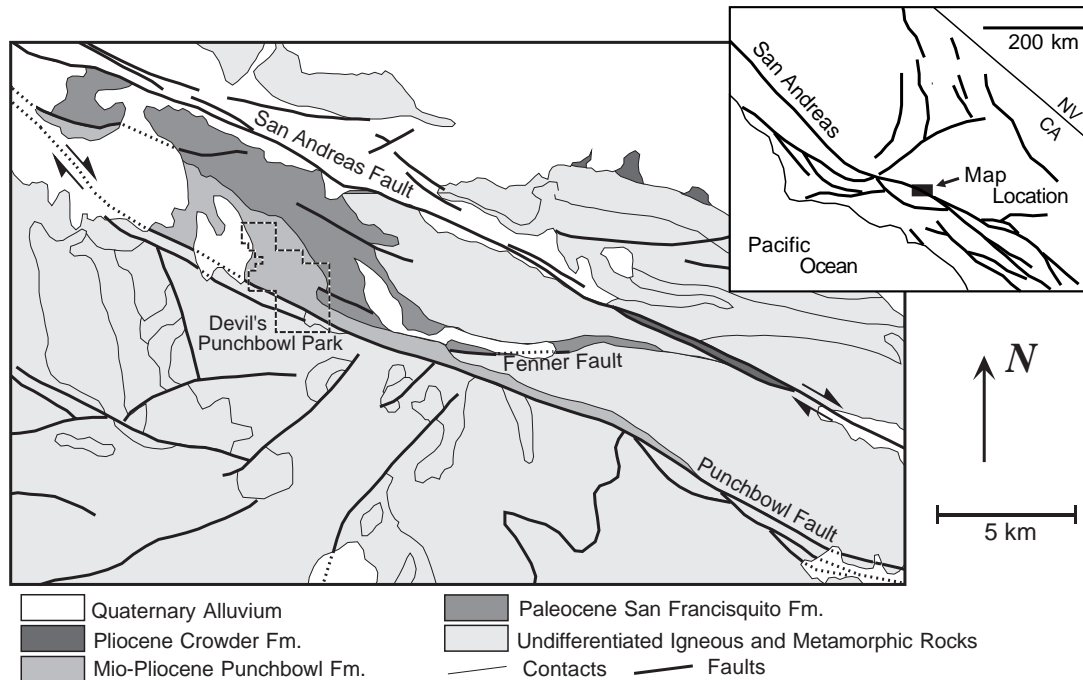 200 km
San Andreas
NV
CA
Map
Location
Pacific
Ocean
San Andreas Fault
Devil's
Punchbowl Park
Fenner Fault
Punchbowl Fault
N
5 km
Quaternary Alluvium
Pliocene Crowder Fm.
Mio-Pliocene Punchbowl Fm.
Paleocene San Francisquito Fm.
Undifferentiated Igneous and Metamorphic Rocks
Contacts
Faults